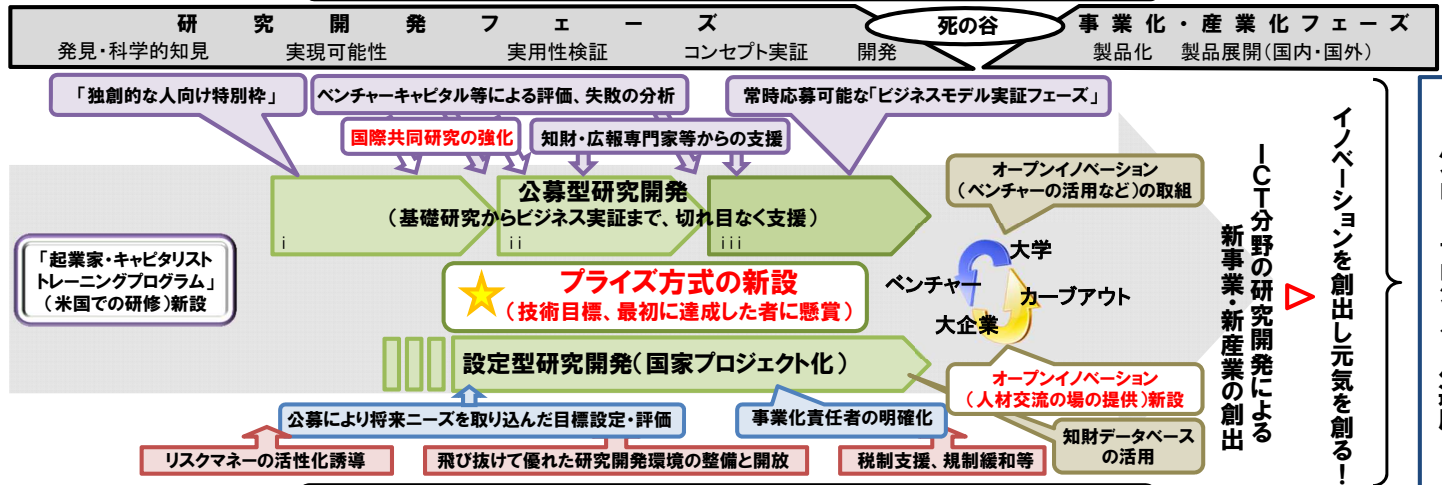 研究開発フェーズ
死の谷
事業化・産業化フェーズ
発見・科学的知見
実現可能性
実用性検証
コンセプト実証
開発
製品化
製品展開(国内・国外)
「独創的な人向け特別枠」
ベンチャーキャピタル等による評価、失敗の分析
常時応募可能な「ビジネスモデル実証フェーズ」
国際共同研究の強化
知財・広報専門家等からの支援
公募型研究開発
(基礎研究からビジネス実証まで、切れ目なく支援)
i
ii
iii
オープンイノベーション
(ベンチャーの活用など)の取組
「起業家・キャピタリスト
トレーニングプログラム」
(米国での研修)新設
プライズ方式の新設
(技術目標、最初に達成した者に懸賞)
大学
ベンチャー
カーブアウト
大企業
設定型研究開発(国家プロジェクト化)
オープンイノベーション
(人材交流の場の提供)新設
公募により将来ニーズを取り込んだ目標設定・評価
事業化責任者の明確化
知財データベース
の活用
リスクマネーの活性化誘導
飛び抜けて優れた研究開発環境の整備と開放
税制支援、規制緩和等
ICT分野の研究開発による
新事業・新産業の創出
イノベーションを創出し元気を創る！